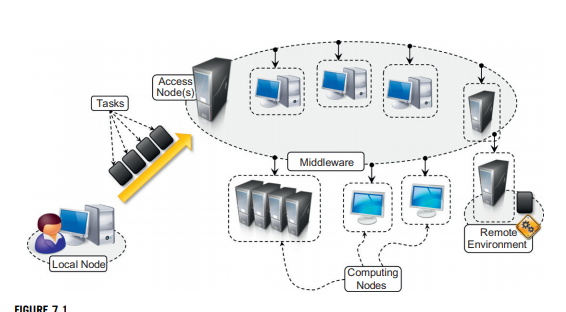 Access
Node(s)
Tasks
Middleware
Remote
Environment
Local Node
Computing
Nodes
FIGURE 7.1